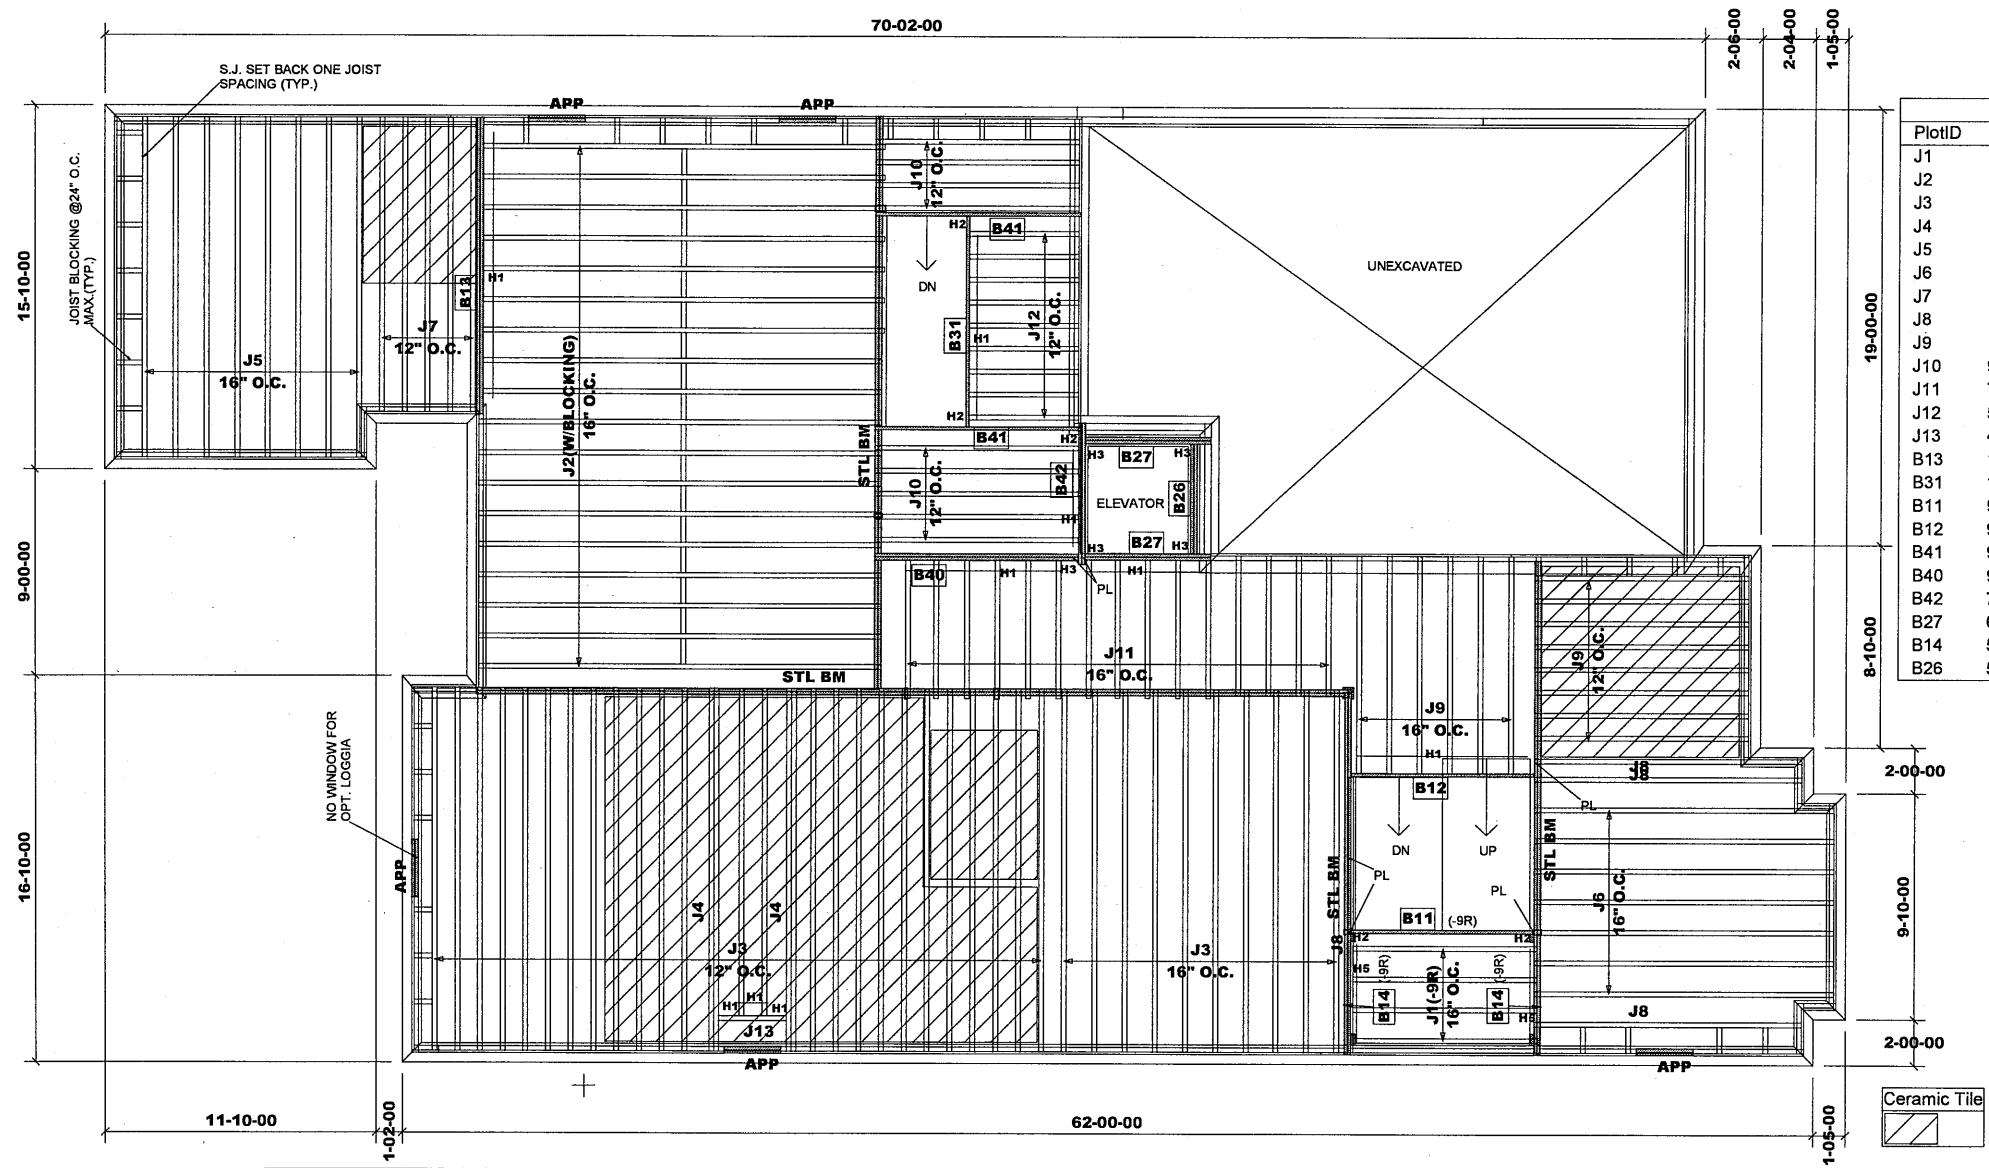 70-02-00
2-06-00
2-04-00
1-05-00
S.J. SET BACK ONE JOIST
SPACING (TYP.)
APP
APP
JOIST BLOCKING @24" O.C.
MAX.(TYP.)
15-10-00
9-00-00
16-10-00
J5
16" O.C.
J7
12" O.C.
B13
H1
J2(W/BLOCKING)
16" O.C.
J10
12" O.C.
H2
B41
DN
B31
H1
J12
12" O.C.
H2
B41
H2
STL BM
J10
12" O.C.
B42
H1
H3
B27
H3
ELEVATOR
B26
H3
B27
H3
UNEXCAVATED
B40
H1
H3
H1
PL
J11
16" O.C.
STL BM
J9
16" O.C.
H1
J9
12" O.C.
J8
J8
B12
PL
DN
UP
STL BM
PL
PL
STL BM
B11
(-9R)
H2
H2
J8
H5
(-9R)
B14
J1(-9R)
16" O.C.
(-9R)
B14
H5
J6
16" O.C.
J8
APP
NO WINDOW FOR
OPT. LOGGIA
APP
J4
J4
J3
12" O.C.
J3
16" O.C.
H1
H1
H1
J13
APP
19-00-00
8-10-00
2-00-00
9-10-00
2-00-00
11-10-00
1-02-00
62-00-00
1-05-00
PlotID
J1
J2
J3
J4
J5
J6
J7
J8
J9
J10
J11
J12
J13
B13
B31
B11
B12
B41
B40
B42
B27
B14
B26
Ceramic Tile